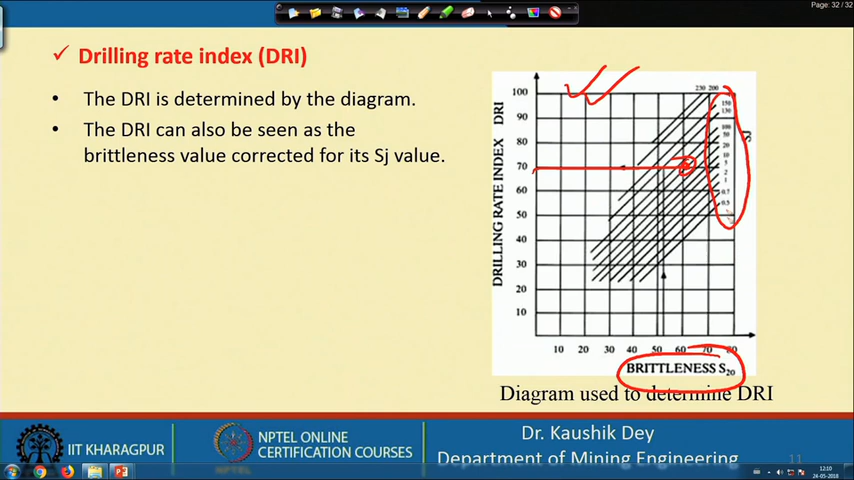 Page: 32 / 32
✓ Drilling rate index (DRI)
• The DRI is determined by the diagram.
• The DRI can also be seen as the
brittleness value corrected for its Sj value.
DRILLING RATE INDEX DRI
100
90
80
70
60
50
40
30
20
10
230 200
150
130
100
50
20
10
5
2
1
0.7
0.5
SJ
10 20 30 40 50 60 70 80
BRITTLENESS S20
Diagram used to determine DRI
IIT KHARAGPUR
NPTEL ONLINE
CERTIFICATION COURSES
Dr. Kaushik Dey
Department of Mining Engineering
11
12:10
24-05-2018